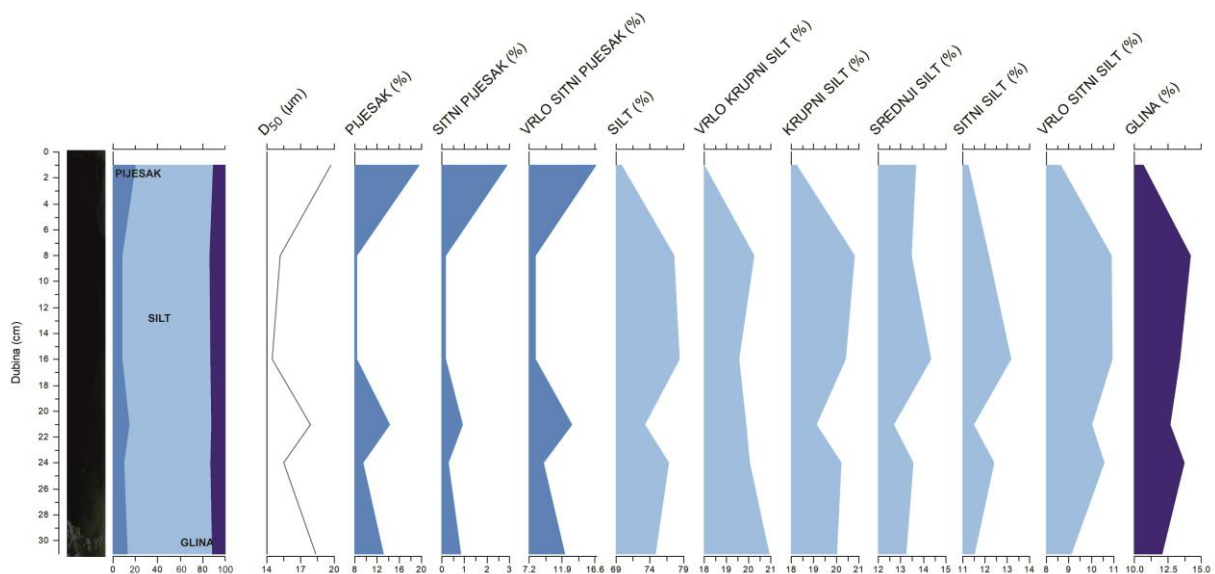 D50 (µm)
PIJESAK (%)
SITNI PIJESAK (%)
VRLO SITNI PIJESAK (%)
SILT (%)
VRLO KRUPNI SILT (%)
KRUPNI SILT (%)
SREDNJI SILT (%)
SITNI SILT (%)
VRLO SITNI SILT (%)
GLINA (%)
Dubina (cm)
0
2
4
6
8
10
12
14
16
18
20
22
24
26
28
30
PIJESAK
SILT
GLINA
0 20 40 60 80 100
14 17 20
8 12 16 20
0 1 2 3
7.2 11.9 16.6
69 74 79
18 19 20 21
18 19 20 21
12 13 14 15
11 12 13 14
8 9 10 11
10.0 12.5 15.0